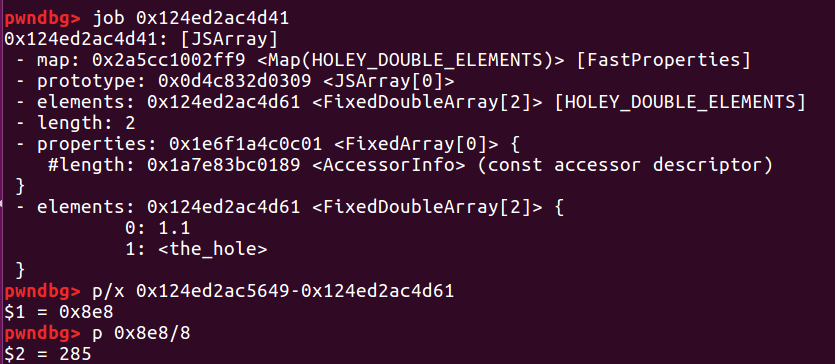 pwndbg> job 0x124ed2ac4d41
0x124ed2ac4d41: [JSArray]
 - map: 0x2a5cc1002ff9 <Map(HOLEY_DOUBLE_ELEMENTS)> [FastProperties]
 - prototype: 0x0d4c832d0309 <JSArray[0]>
 - elements: 0x124ed2ac4d61 <FixedDoubleArray[2]> [HOLEY_DOUBLE_ELEMENTS]
 - length: 2
 - properties: 0x1e6f1a4c0c01 <FixedArray[0]> {
    #length: 0x1a7e83bc0189 <AccessorInfo> (const accessor descriptor)
 }
 - elements: 0x124ed2ac4d61 <FixedDoubleArray[2]> {
           0: 1.1
           1: <the_hole>
 }
pwndbg> p/x 0x124ed2ac5649-0x124ed2ac4d61
$1 = 0x8e8
pwndbg> p 0x8e8/8
$2 = 285